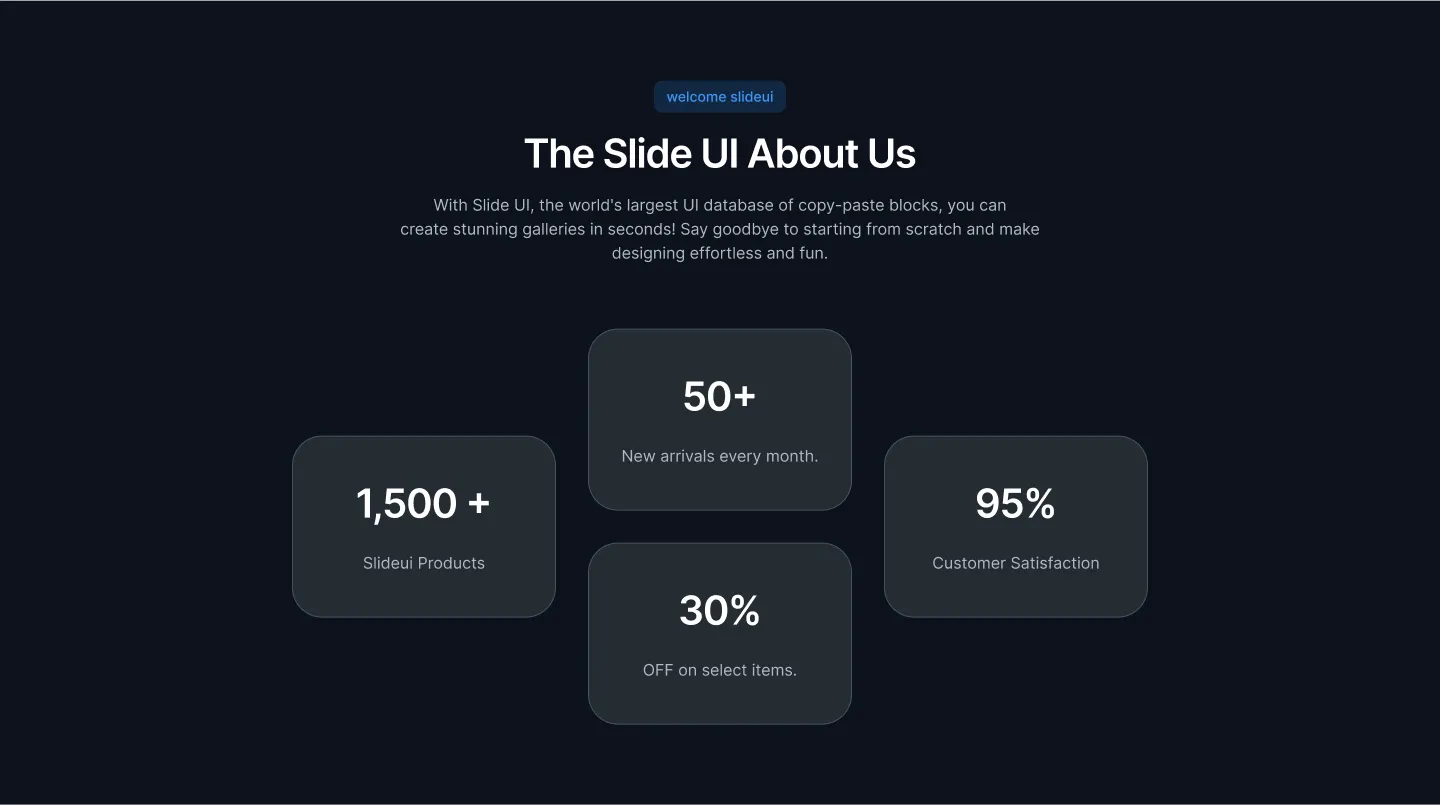 welcome slideui
The Slide UI About Us
With Slide UI, the world's largest UI database of copy-paste blocks, you can
create stunning galleries in seconds! Say goodbye to starting from scratch and make
designing effortless and fun.
50+
New arrivals every month.
1,500 +
Slideui Products
95%
Customer Satisfaction
30%
OFF on select items.